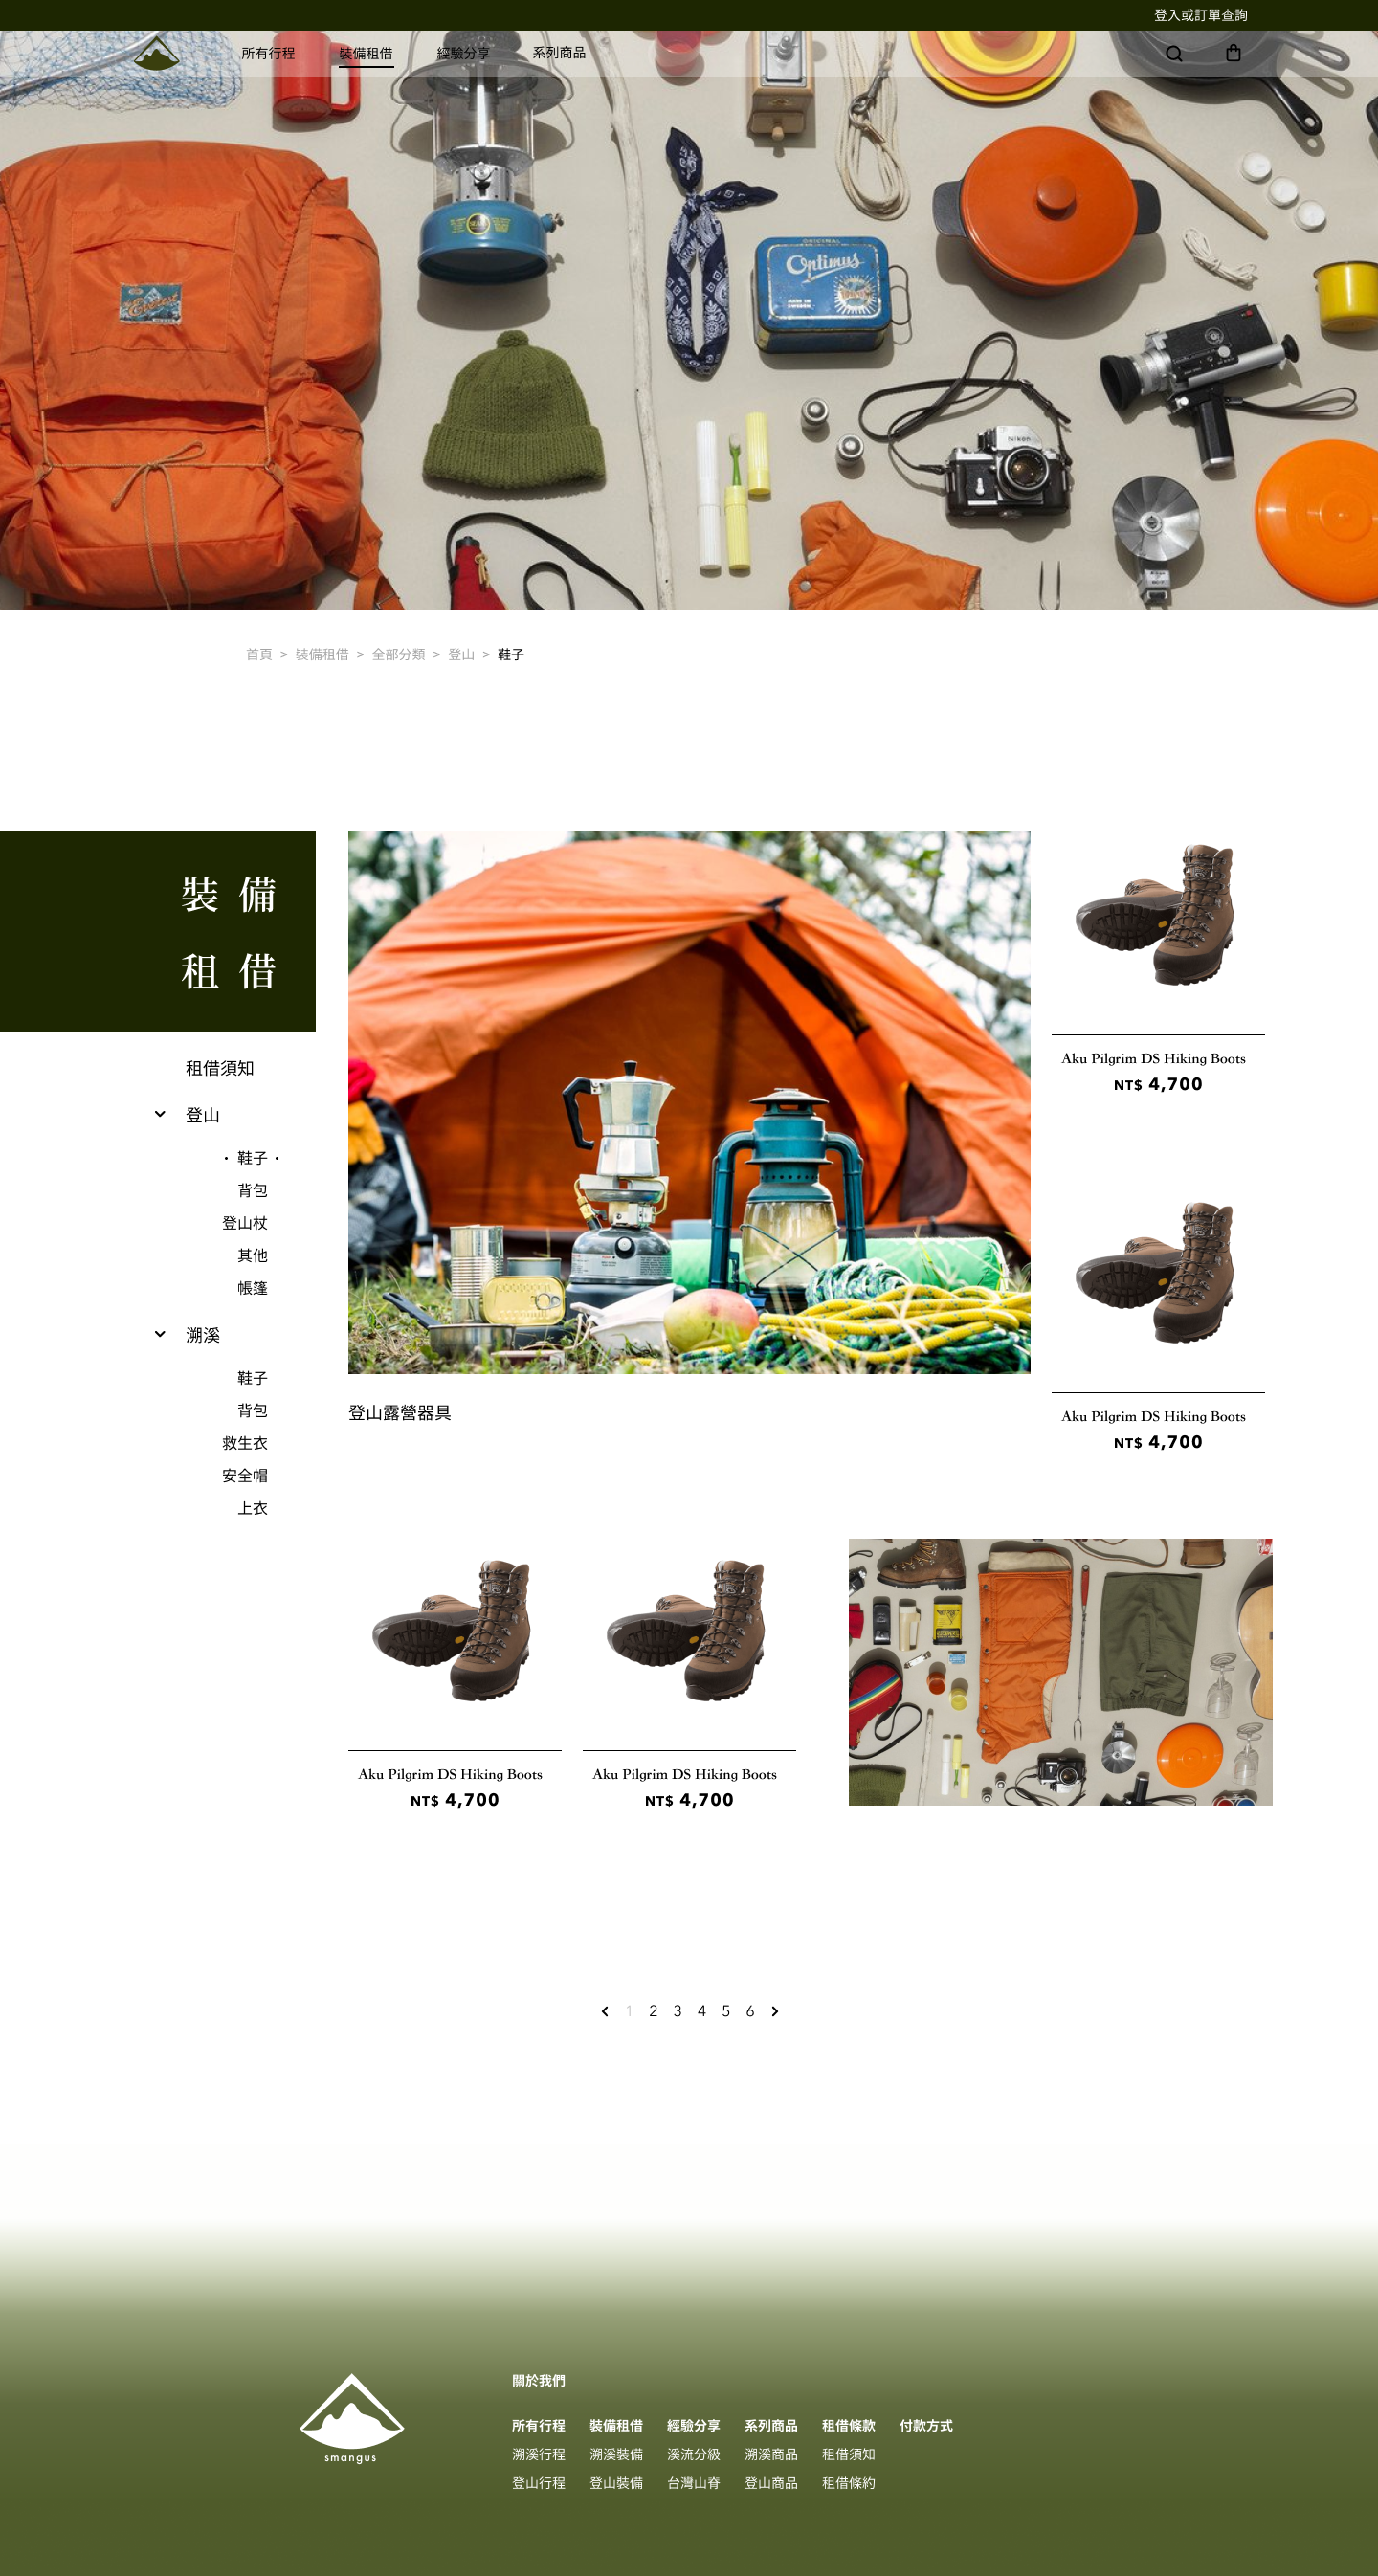 登入或訂單查詢
所有行程 裝備租借 經驗分享 系列商品
Everest
ORIGINAL
Optimus
MADE IN SWEDEN
Nikon
首頁 > 裝備租借 > 全部分類 > 登山 > 鞋子
裝備
租借
租借須知
登山
· 鞋子 ·
背包
登山杖
其他
帳篷
溯溪
鞋子
背包
救生衣
安全帽
上衣
登山露營器具
Aku Pilgrim DS Hiking Boots
NT$ 4,700
Aku Pilgrim DS Hiking Boots
NT$ 4,700
Aku Pilgrim DS Hiking Boots
NT$ 4,700
Aku Pilgrim DS Hiking Boots
NT$ 4,700
1 2 3 4 5 6
smangus
關於我們
所有行程 裝備租借 經驗分享 系列商品 租借條款 付款方式
溯溪行程 溯溪裝備 溪流分級 溯溪商品 租借須知
登山行程 登山裝備 台灣山脊 登山商品 租借條約